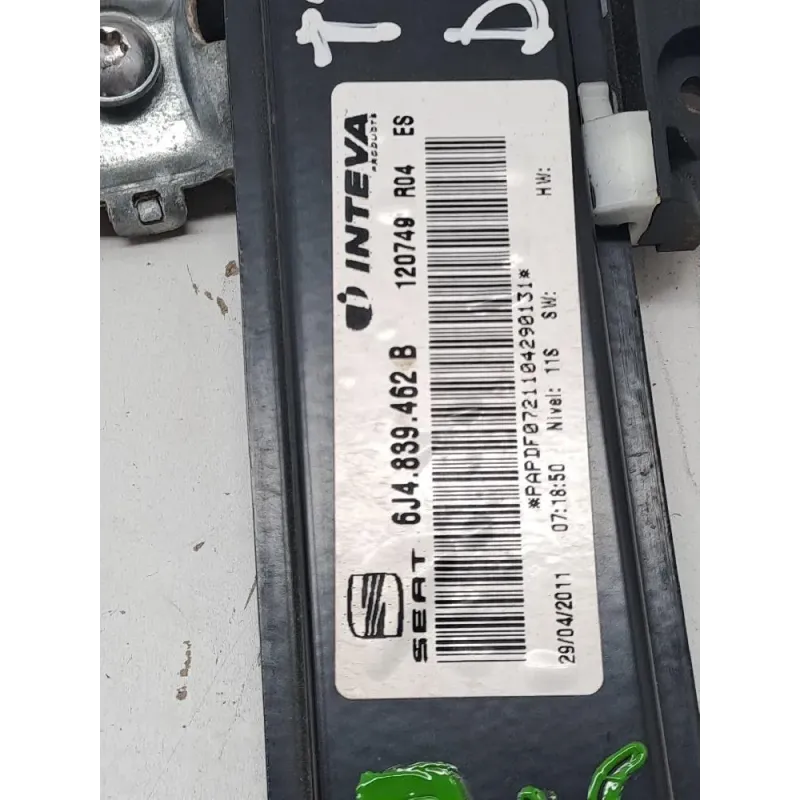 SEAT 6J4.839.462 B INTEVA
PRODUCTS
120749 R04 ES
*PAPDF0721104290131*
29/04/2011 07:18:50 Nivel: 11S SW: HW:
T
D